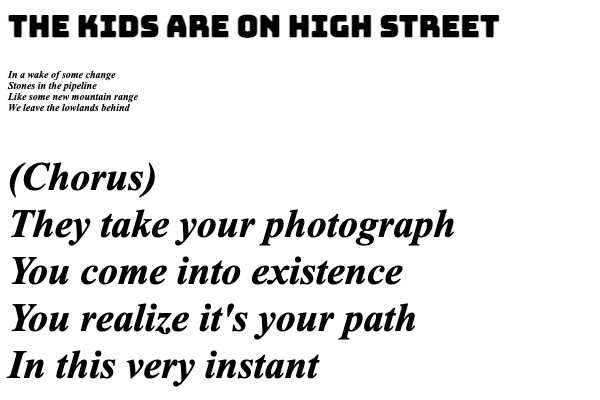 THE KIDS ARE ON HIGH STREET
In a wake of some change
Stones in the pipeline
Like some new mountain range
We leave the lowlands behind
(Chorus)
They take your photograph
You come into existence
You realize it's your path
In this very instant